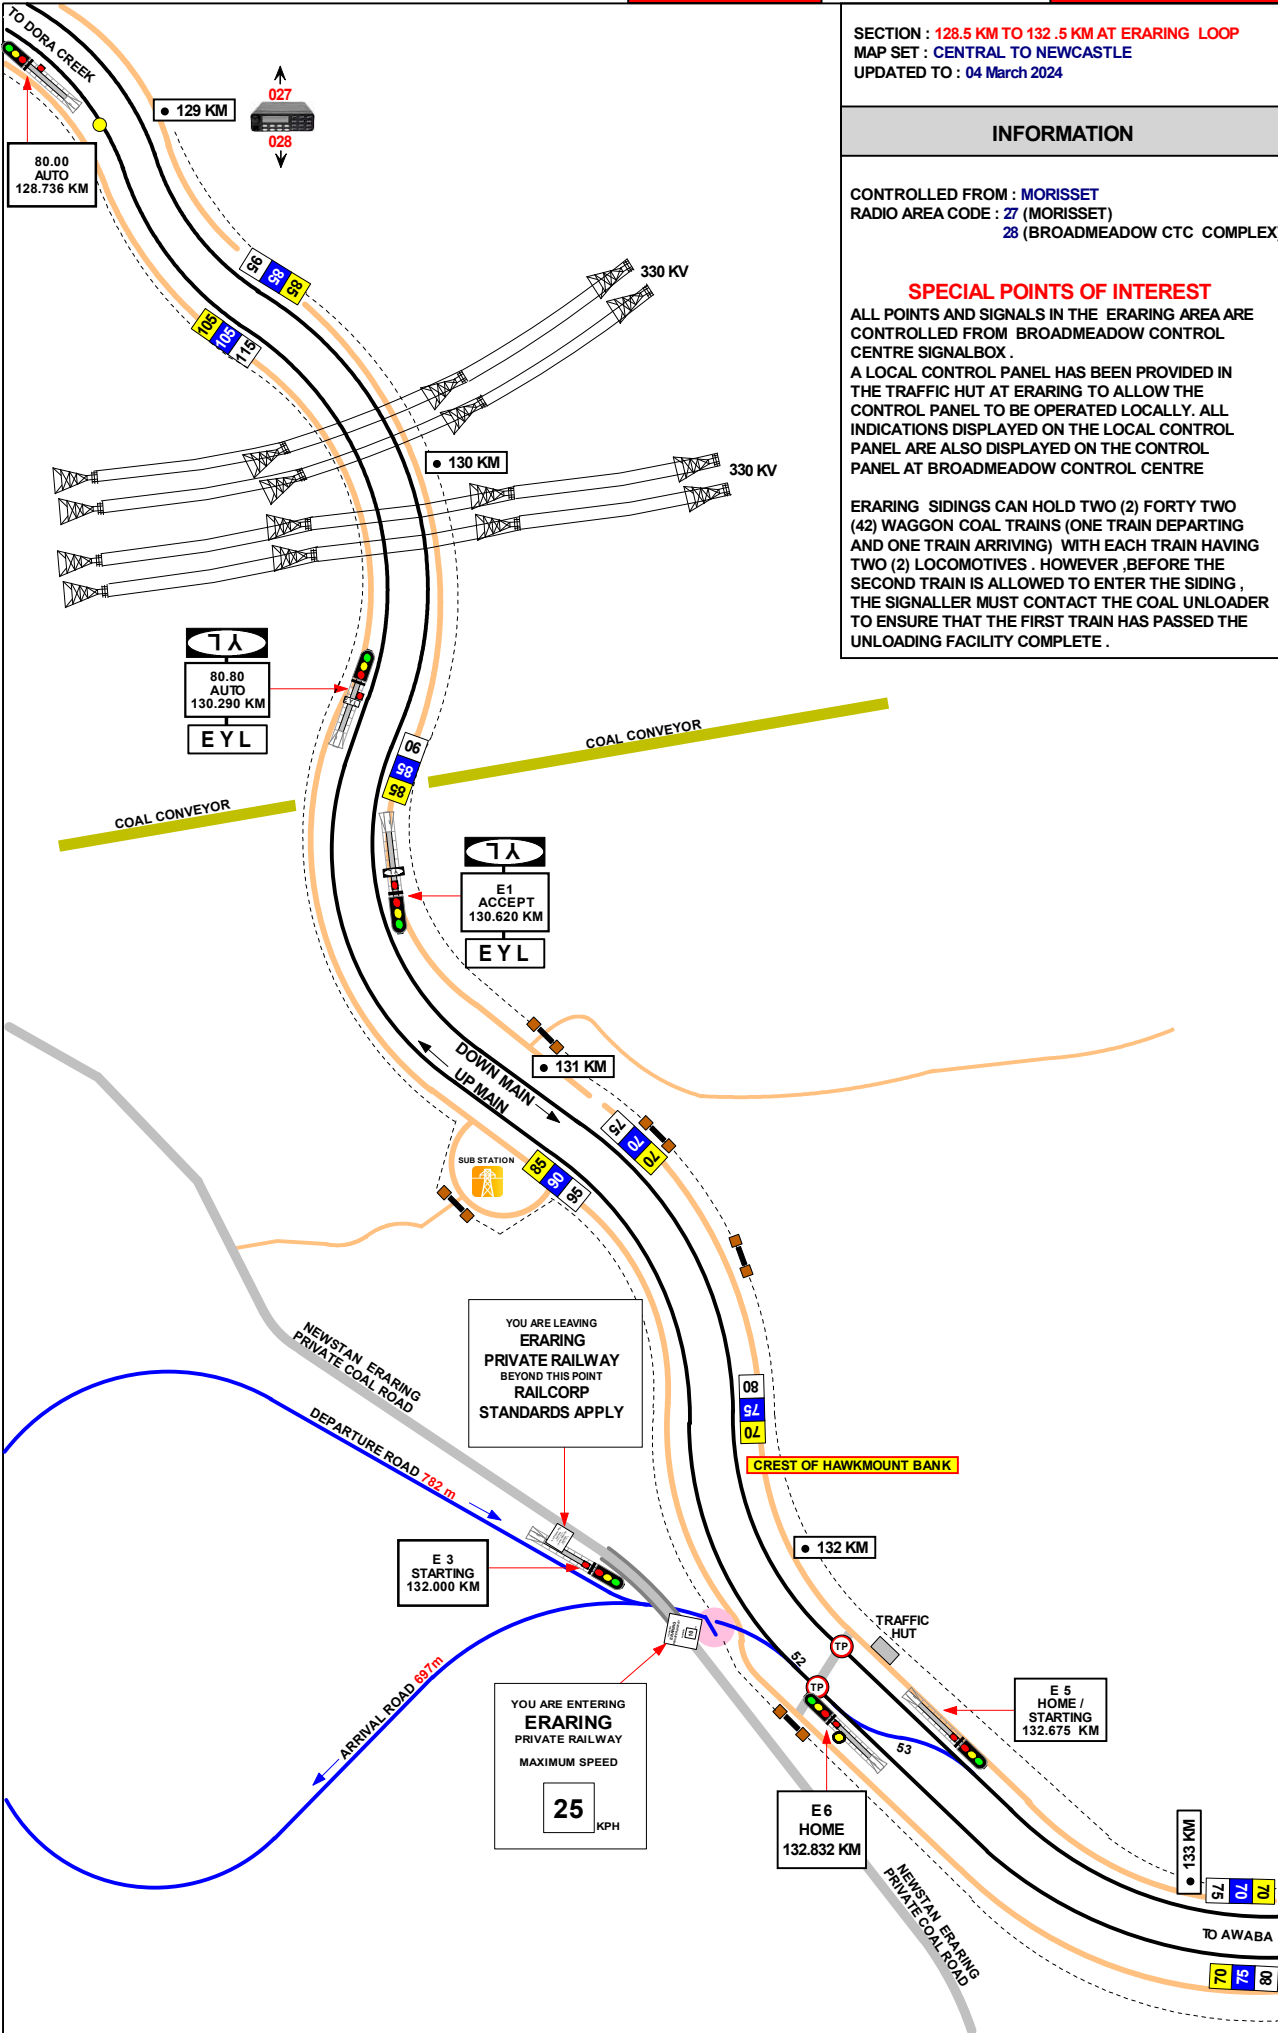 SECTION : 128.5 KM TO 132 .5 KM AT ERARING LOOP
MAP SET : CENTRAL TO NEWCASTLE
UPDATED TO : 04 March 2024
INFORMATION
CONTROLLED FROM : MORISSET
RADIO AREA CODE : 27 (MORISSET)
28 (BROADMEADOW CTC COMPLEX)
SPECIAL POINTS OF INTEREST
ALL POINTS AND SIGNALS IN THE ERARING AREA ARE
CONTROLLED FROM BROADMEADOW CONTROL
CENTRE SIGNALBOX .
A LOCAL CONTROL PANEL HAS BEEN PROVIDED IN
THE TRAFFIC HUT AT ERARING TO ALLOW THE
CONTROL PANEL TO BE OPERATED LOCALLY. ALL
INDICATIONS DISPLAYED ON THE LOCAL CONTROL
PANEL ARE ALSO DISPLAYED ON THE CONTROL
PANEL AT BROADMEADOW CONTROL CENTRE
ERARING SIDINGS CAN HOLD TWO (2) FORTY TWO
(42) WAGGON COAL TRAINS (ONE TRAIN DEPARTING
AND ONE TRAIN ARRIVING) WITH EACH TRAIN HAVING
TWO (2) LOCOMOTIVES . HOWEVER ,BEFORE THE
SECOND TRAIN IS ALLOWED TO ENTER THE SIDING ,
THE SIGNALLER MUST CONTACT THE COAL UNLOADER
TO ENSURE THAT THE FIRST TRAIN HAS PASSED THE
UNLOADING FACILITY COMPLETE .
TO DORA CREEK
80.00
AUTO
128.736 KM
129 KM
027
028
95 85 85
105 105 115
330 KV
130 KM
330 KV
YL
80.80
AUTO
130.290 KM
EYL
90 85 85
COAL CONVEYOR
COAL CONVEYOR
YL
E1
ACCEPT
130.620 KM
EYL
131 KM
DOWN MAIN
UP MAIN
75 70 70
SUB STATION
85 90 95
NEWSTAN ERARING
PRIVATE COAL ROAD
YOU ARE LEAVING
ERARING
PRIVATE RAILWAY
BEYOND THIS POINT
RAILCORP
STANDARDS APPLY
80 75 70
CREST OF HAWKMOUNT BANK
DEPARTURE ROAD 782 m
E 3
STARTING
132.000 KM
132 KM
TRAFFIC
HUT
TP
TP
52
53
ARRIVAL ROAD 697m
YOU ARE ENTERING
ERARING
PRIVATE RAILWAY
MAXIMUM SPEED
25 KPH
E 5
HOME /
STARTING
132.675 KM
E6
HOME
132.832 KM
133 KM
75 70 70
TO AWABA
70 75 80
NEWSTAN ERARING
PRIVATE COAL ROAD